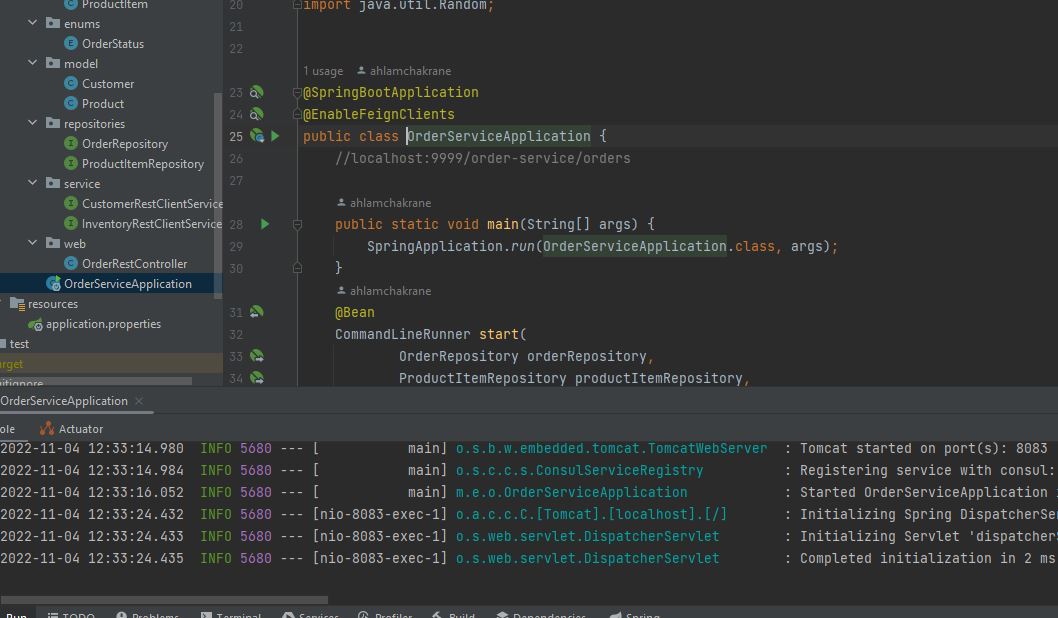 ProductItem
enums
OrderStatus
model
Customer
Product
repositories
OrderRepository
ProductItemRepository
service
CustomerRestClientService
InventoryRestClientService
web
OrderRestController
OrderServiceApplication
resources
application.properties
test
target
gitignore
20 import java.util.Random;
21
22
1 usage ahlamchakrane
23 @SpringBootApplication
24 @EnableFeignClients
25 public class OrderServiceApplication {
26 //localhost:9999/order-service/orders
27
ahlamchakrane
28 public static void main(String[] args) {
29 SpringApplication.run(OrderServiceApplication.class, args);
30 }
ahlamchakrane
31 @Bean
32 CommandLineRunner start(
33 OrderRepository orderRepository,
34 ProductItemRepository productItemRepository,
OrderServiceApplication ×
ole Actuator
2022-11-04 12:33:14.980 INFO 5680 --- [ main] o.s.b.w.embedded.tomcat.TomcatWebServer : Tomcat started on port(s): 8083
2022-11-04 12:33:14.984 INFO 5680 --- [ main] o.s.c.c.s.ConsulServiceRegistry : Registering service with consul:
2022-11-04 12:33:16.052 INFO 5680 --- [ main] m.e.o.OrderServiceApplication : Started OrderServiceApplication
2022-11-04 12:33:24.432 INFO 5680 --- [nio-8083-exec-1] o.a.c.c.C.[Tomcat].[localhost].[/] : Initializing Spring DispatcherSe
2022-11-04 12:33:24.433 INFO 5680 --- [nio-8083-exec-1] o.s.web.servlet.DispatcherServlet : Initializing Servlet 'dispatcherS
2022-11-04 12:33:24.435 INFO 5680 --- [nio-8083-exec-1] o.s.web.servlet.DispatcherServlet : Completed initialization in 2 ms
Run TODO Problems Terminal Services Profiler Build Dependencies Spring